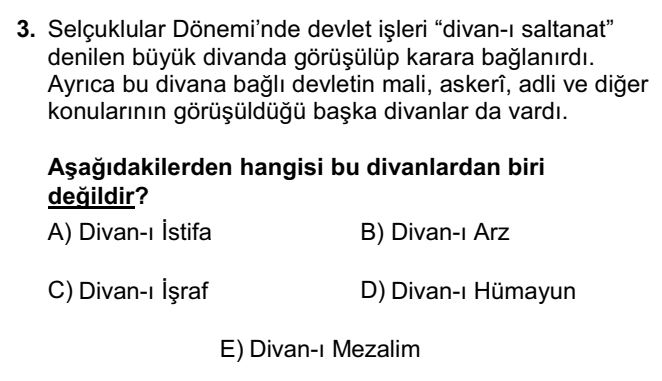 3. Selçuklular Dönemi’nde devlet işleri “divan-ı saltanat”
denilen büyük divanda görüşülüp karara bağlanırdı.
Ayrıca bu divana bağlı devletin mali, askerî, adli ve diğer
konularının görüşüldüğü başka divanlar da vardı.
Aşağıdakilerden hangisi bu divanlardan biri
değildir?
A) Divan-ı İstifa B) Divan-ı Arz
C) Divan-ı İşraf D) Divan-ı Hümayun
E) Divan-ı Mezalim